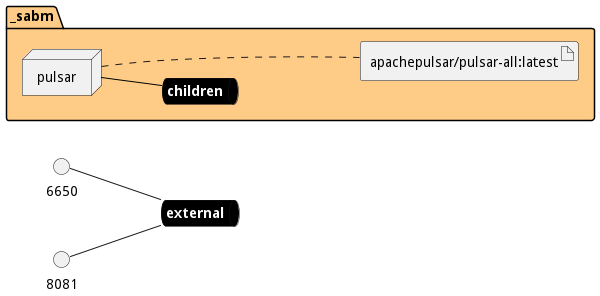 _sabm
pulsar
apachepulsar/pulsar-all:latest
children
6650
external
8081